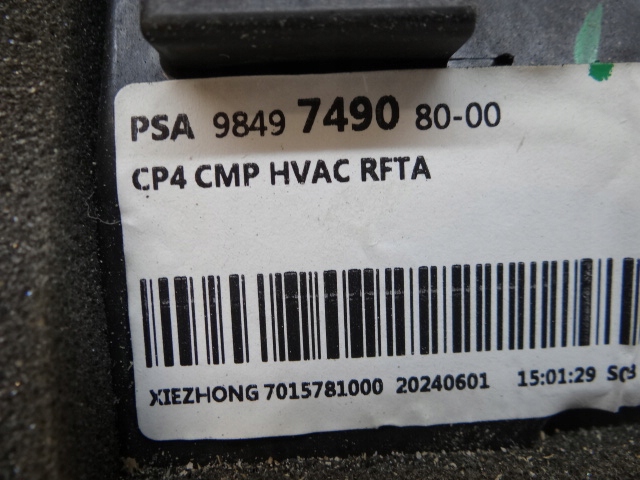 PSA 9849 7490 80-00
CP4 CMP HVAC RFTA
XIEZHONG 7015781000 20240601 15:01:29